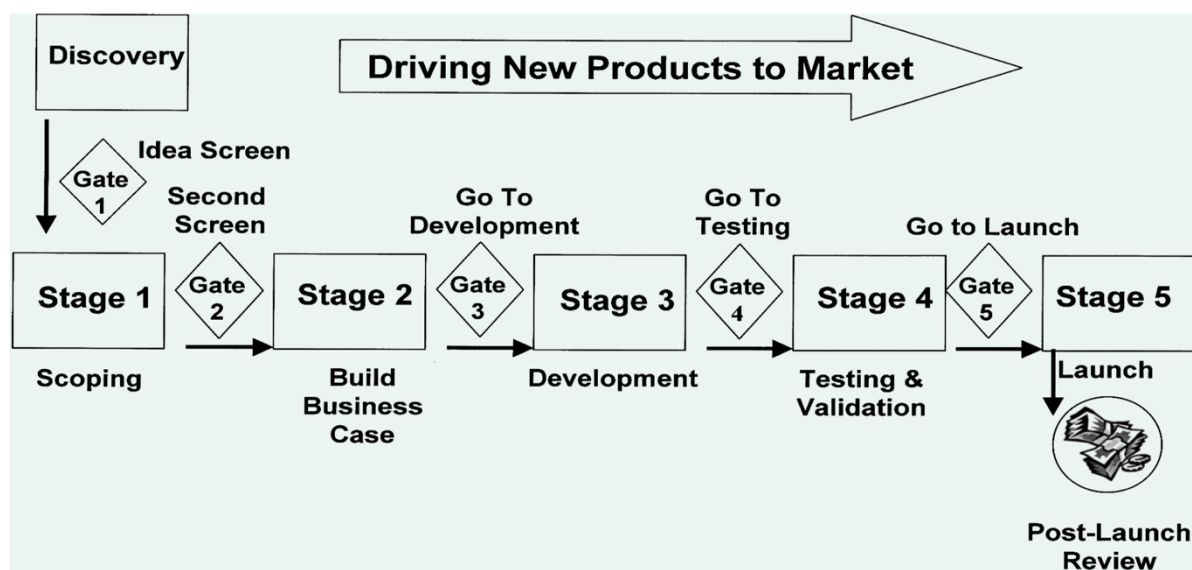 Discovery
Driving New Products to Market
Gate
1
Idea Screen
Second
Screen
Go To
Development
Go To
Testing
Go to Launch
Stage 1
Gate
2
Stage 2
Gate
3
Stage 3
Gate
4
Stage 4
Gate
5
Stage 5
Scoping
Build
Business
Case
Development
Testing &
Validation
Launch
Post-Launch
Review